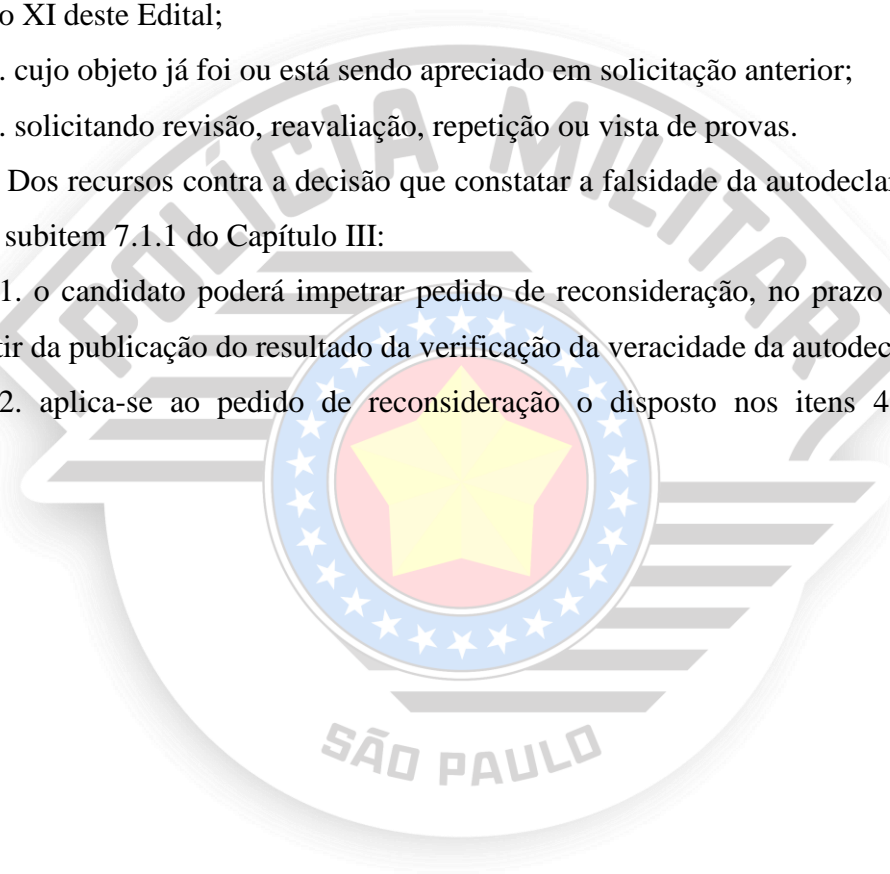 o XI deste Edital;
. cujo objeto já foi ou está sendo apreciado em solicitação anterior;
. solicitando revisão, reavaliação, repetição ou vista de provas.
Dos recursos contra a decisão que constatar a falsidade da autodeclar
subitem 7.1.1 do Capítulo III:
1. o candidato poderá impetrar pedido de reconsideração, no prazo
tir da publicação do resultado da verificação da veracidade da autodec
2. aplica-se ao pedido de reconsideração o disposto nos itens 4
POLÍCIA MILITAR
SÃO PAULO